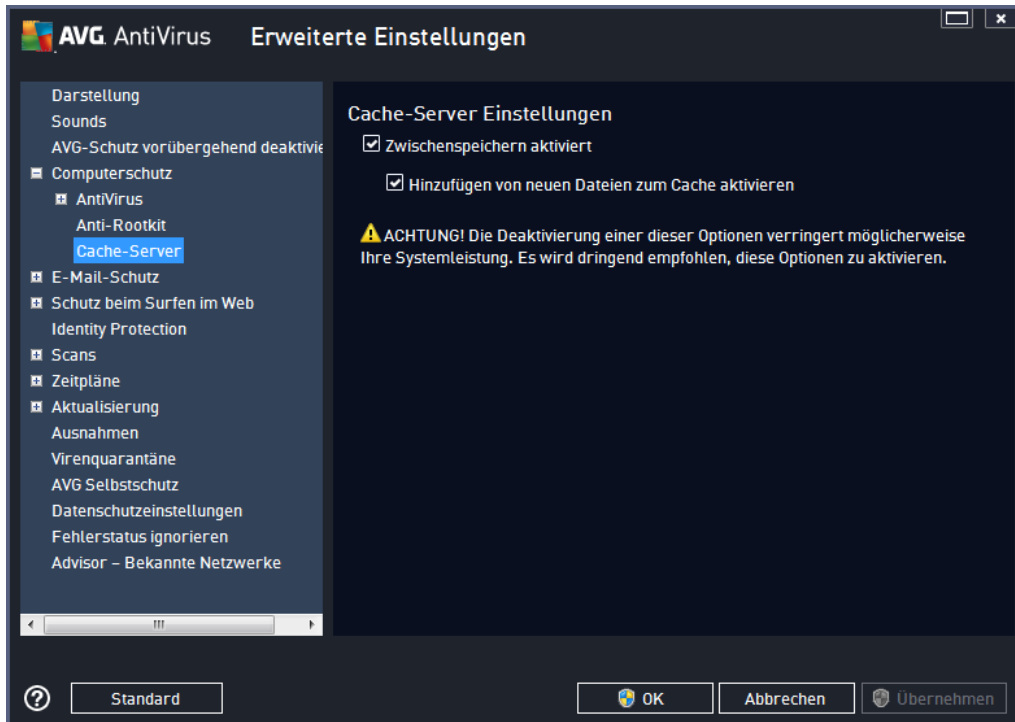 AVG AntiVirus Erweiterte Einstellungen
Darstellung
Sounds
AVG-Schutz vorübergehend deaktivie
Computerschutz
AntiVirus
Anti-Rootkit
Cache-Server
E-Mail-Schutz
Schutz beim Surfen im Web
Identity Protection
Scans
Zeitpläne
Aktualisierung
Ausnahmen
Virenquarantäne
AVG Selbstschutz
Datenschutzeinstellungen
Fehlerstatus ignorieren
Advisor – Bekannte Netzwerke
Cache-Server Einstellungen
Zwischenspeichern aktiviert
Hinzufügen von neuen Dateien zum Cache aktivieren
ACHTUNG! Die Deaktivierung einer dieser Optionen verringert möglicherweise
Ihre Systemleistung. Es wird dringend empfohlen, diese Optionen zu aktivieren.
Standard
OK
Abbrechen
Übernehmen